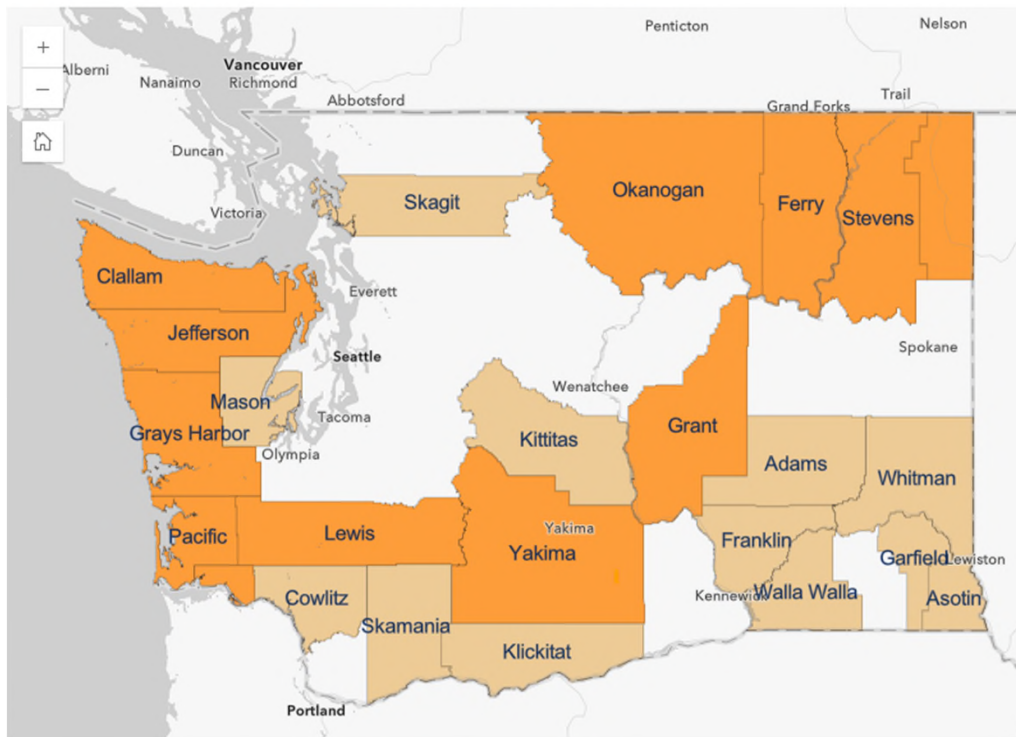 Penticton
Nelson
+
Vancouver
Alberni
Nanaimo
Richmond
Trail
−
Abbotsford
Grand Forks
Duncan
Okanogan
Ferry
Skagit
Victoria
Stevens
Clallam
Everett
Jefferson
Seattle
Spokane
Wenatchee
Mason
Tacoma
Grant
Grays Harbor
Kittitas
Olympia
Adams
Whitman
Yakima
Pacific
Lewis
Franklin
Yakima
Garfield
Lewiston
Cowlitz
Kennewick
Walla Walla
Asotin
Skamania
Klickitat
Portland